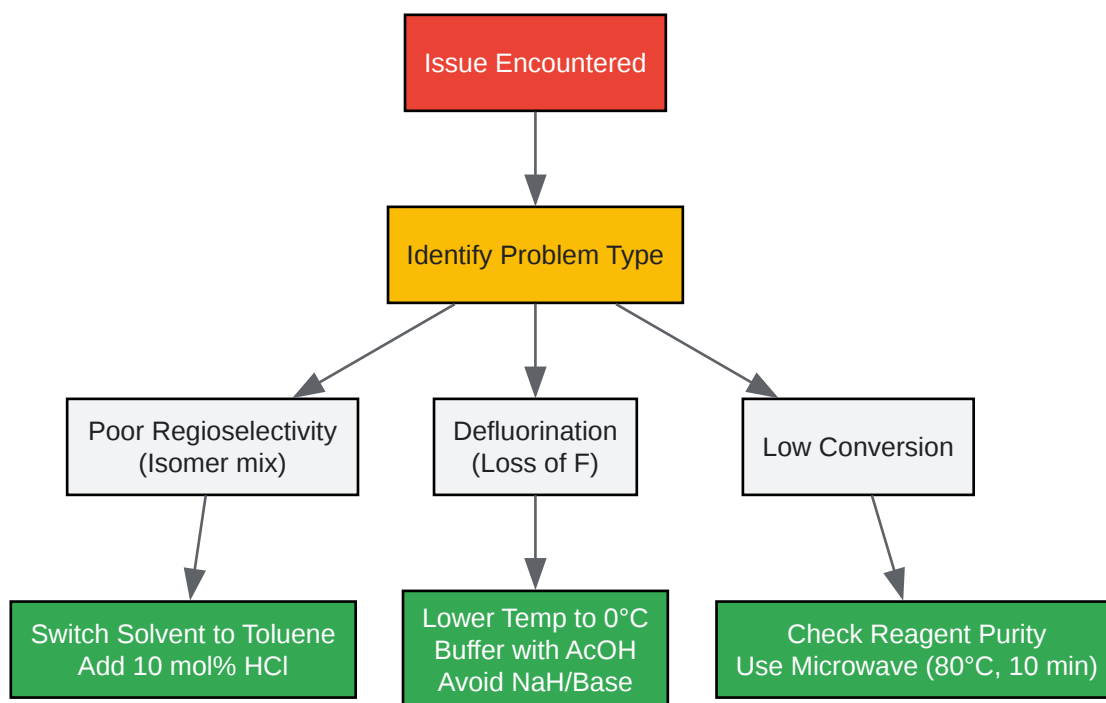 Issue Encountered
Identify Problem Type
Poor Regioselectivity
(Isomer mix)
Defluorination
(Loss of F)
Low Conversion
Switch Solvent to Toluene
Add 10 mol% HCl
Lower Temp to 0°C
Buffer with AcOH
Avoid NaH/Base
Check Reagent Purity
Use Microwave (80°C, 10 min)